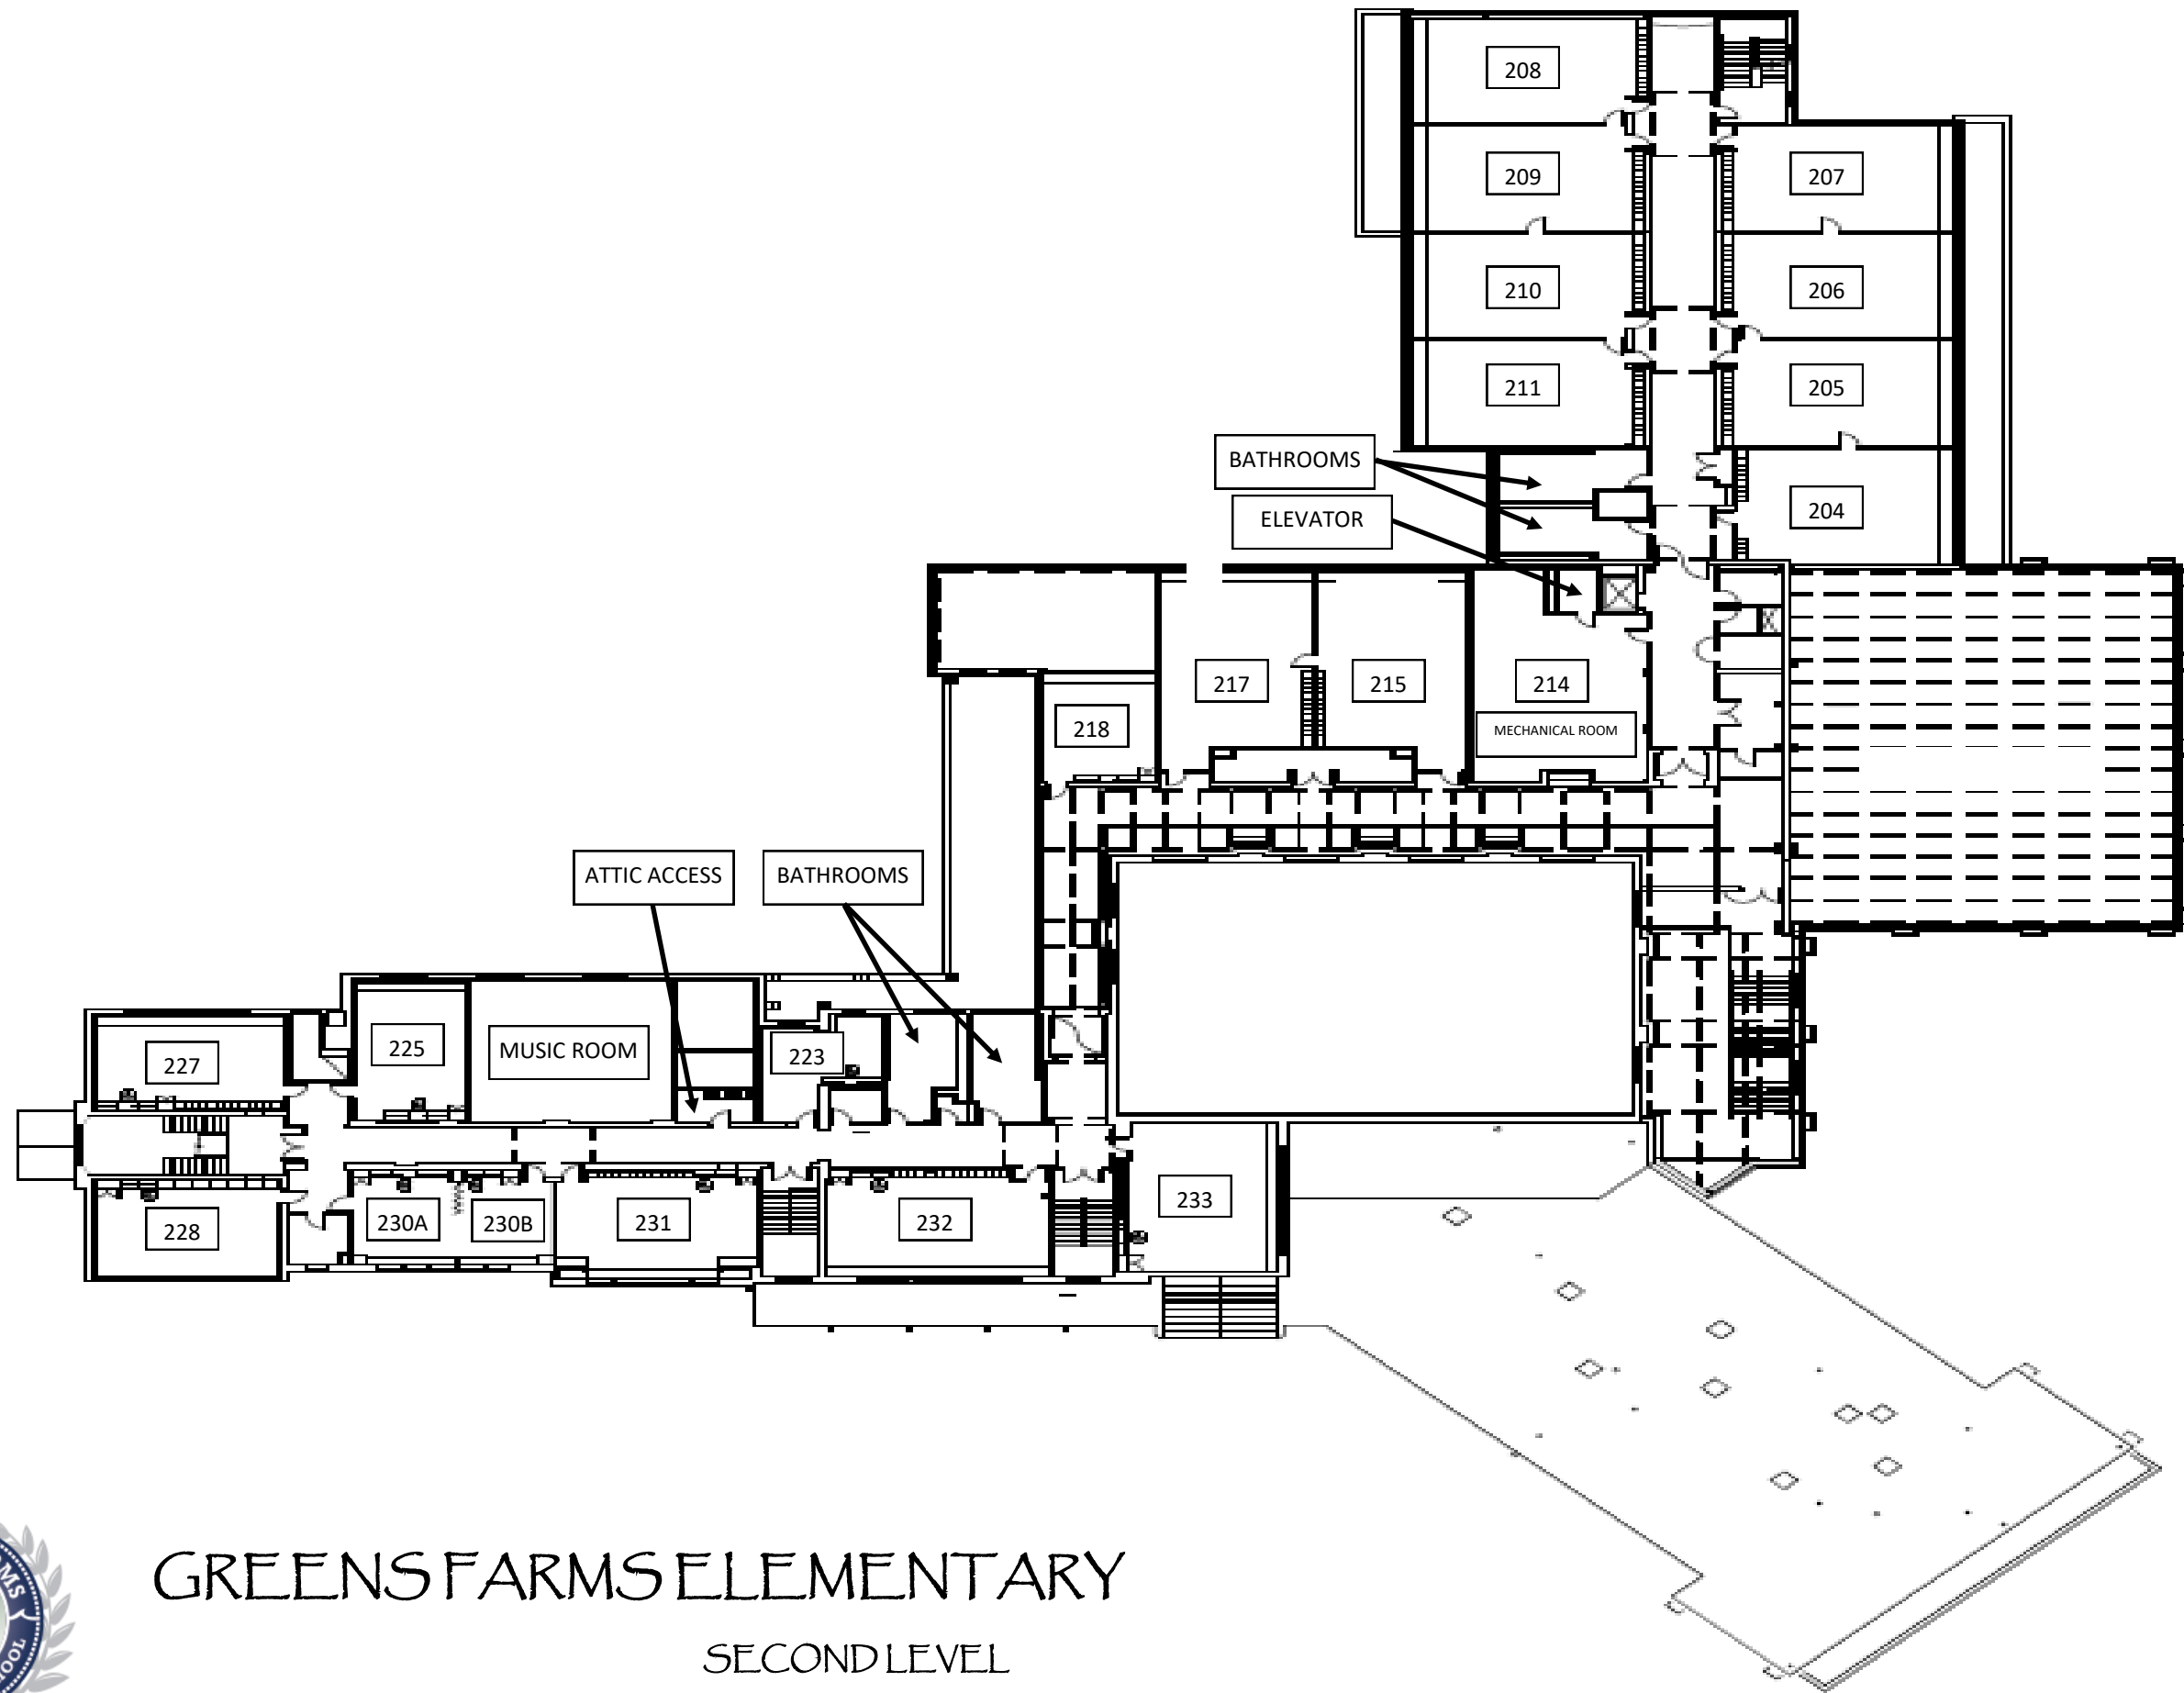 208
209
207
210
206
211
205
BATHROOMS
204
ELEVATOR
217
215
214
MECHANICAL ROOM
218
ATTIC ACCESS
BATHROOMS
227
225
MUSIC ROOM
223
228
230A
230B
231
232
233
GREENS FARMS ELEMENTARY
SECOND LEVEL